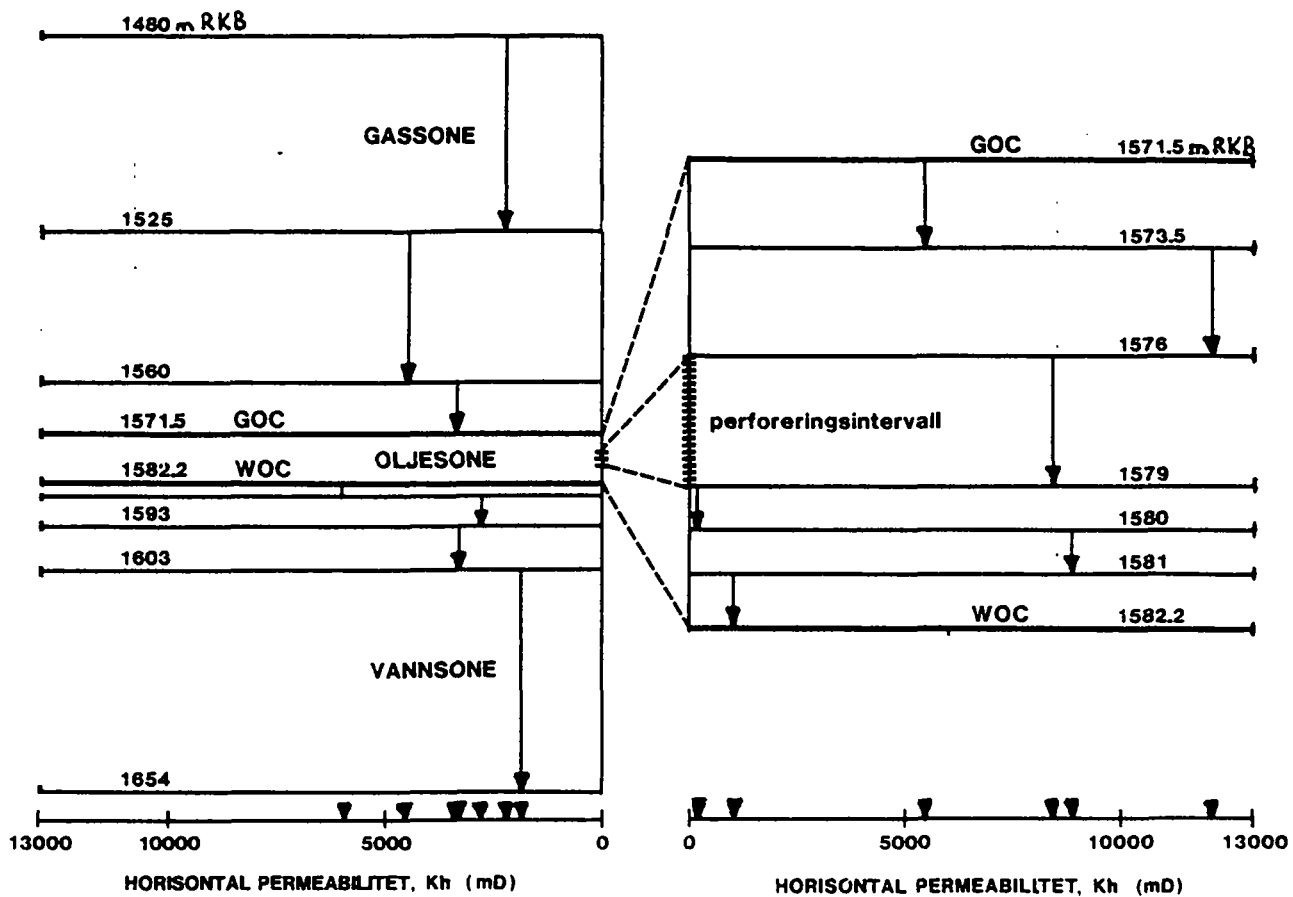 1480 m RKB
GASSONE
1525
1560
1571.5 GOC
OLJESONE
1582.2 WOC
1593
1603
VANNSONE
1654
13000 10000 5000 0
HORISONTAL PERMEABILITET, Kh (mD)
GOC 1571.5 m RKB
1573.5
1576
perforeringsintervall
1579
1580
1581
WOC 1582.2
0 5000 10000 13000
HORISONTAL PERMEABILITET, Kh (mD)